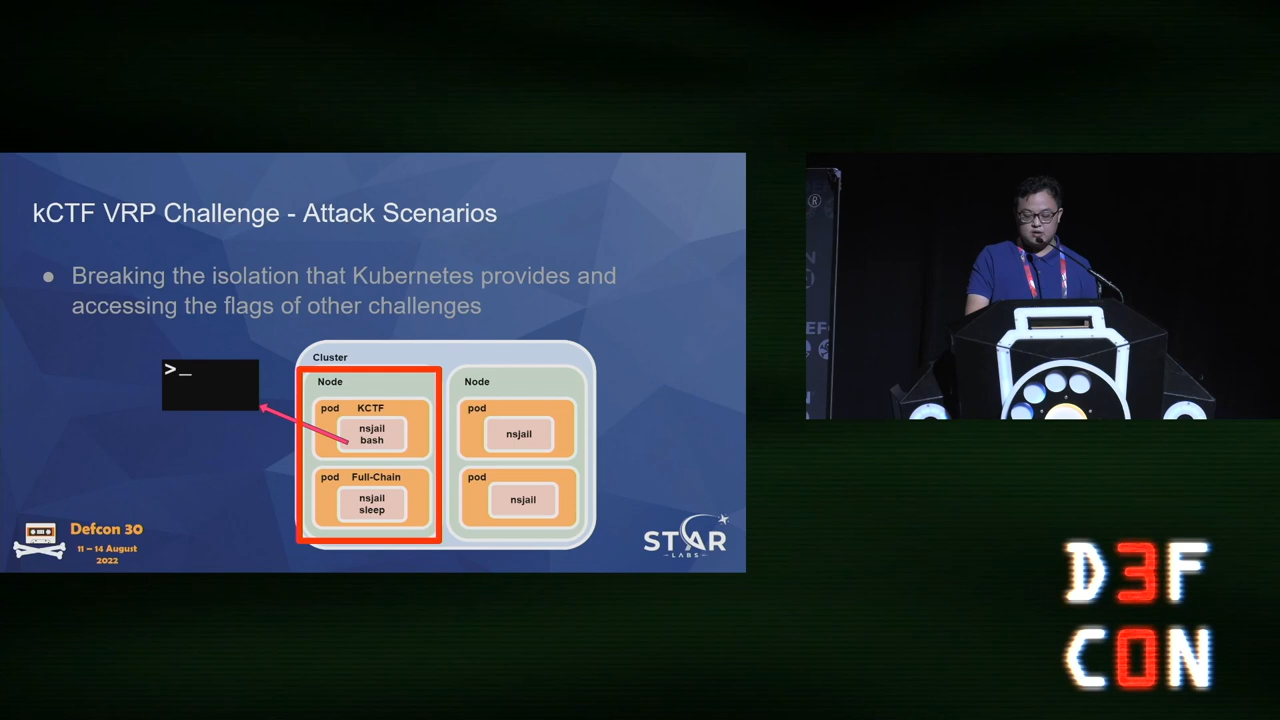 kCTF VRP Challenge - Attack Scenarios
● Breaking the isolation that Kubernetes provides and
accessing the flags of other challenges
>_
Cluster
Node
pod KCTF
nsjail
bash
pod Full-Chain
nsjail
sleep
Node
pod
nsjail
pod
nsjail
Defcon 30
11 – 14 August
2022
STAR
- LABS -
®
EF
D3F
C0N